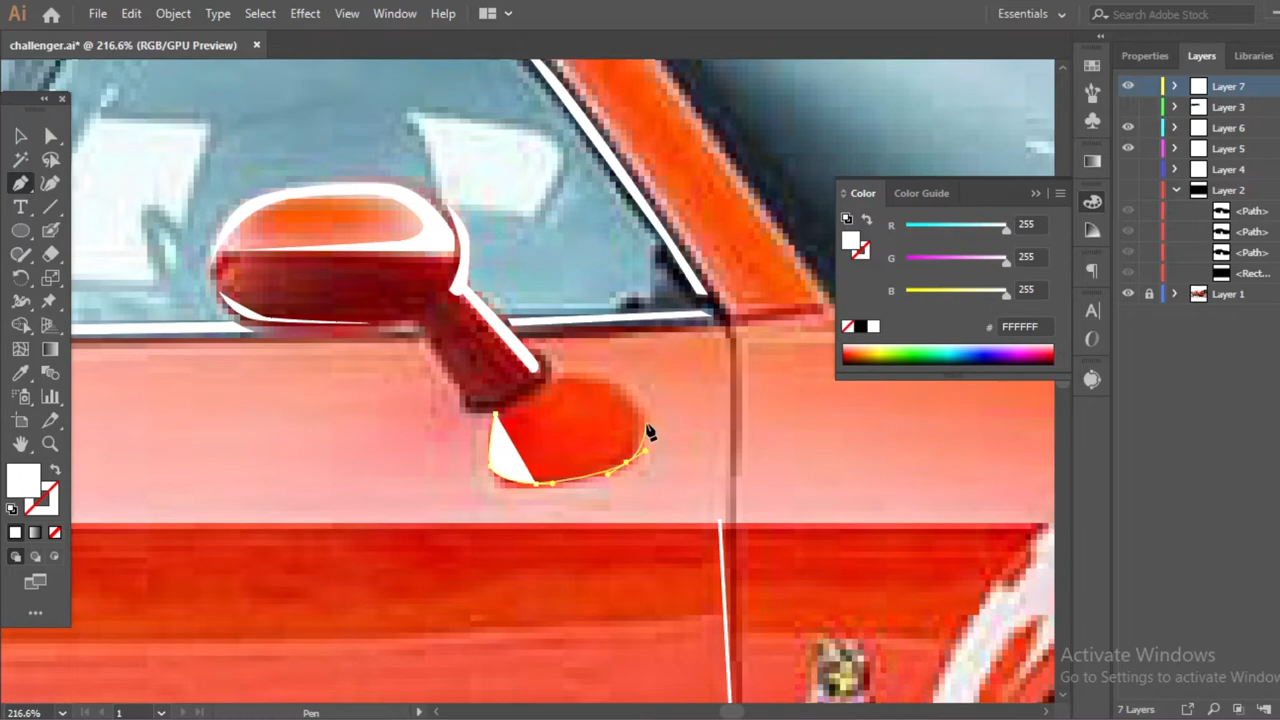 Ai File Edit Object Type Select Effect View Window Help Essentials Search Adobe Stock
challenger.ai* @ 216.6% (RGB/GPU Preview) ×
Properties Layers Libraries
Layer 7
Layer 3
Layer 6
Layer 5
Layer 4
Layer 2
<Path>
<Path>
<Path>
<Rect...
Layer 1
Color Color Guide
R 255
G 255
B 255
# FFFFFF
Activate Windows
Go to Settings to activate Window
216.6% 1 Pen 7 Layers